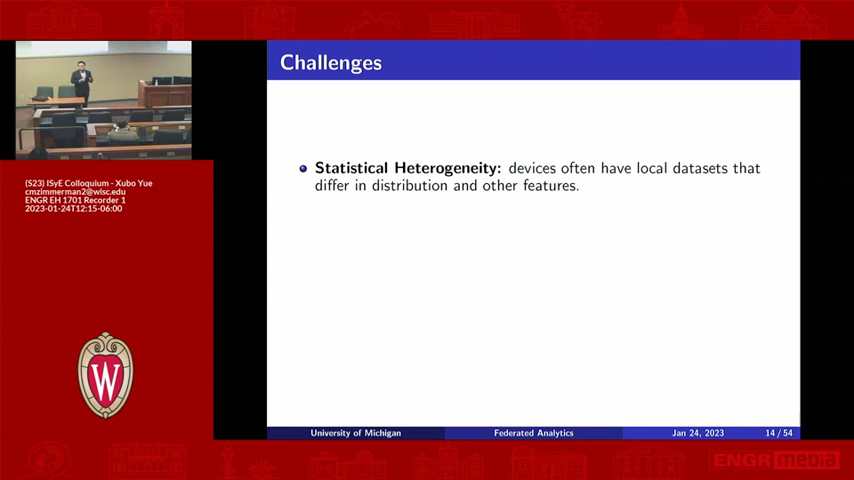 Challenges
Statistical Heterogeneity: devices often have local datasets that
differ in distribution and other features.
(S23) ISyE Colloquium - Xubo Yue
cmzimmerman2@wisc.edu
ENGR EH 1701 Recorder 1
2023-01-24T12:15-06:00
W
University of Michigan
Federated Analytics
Jan 24, 2023
14 / 54
ENGR media